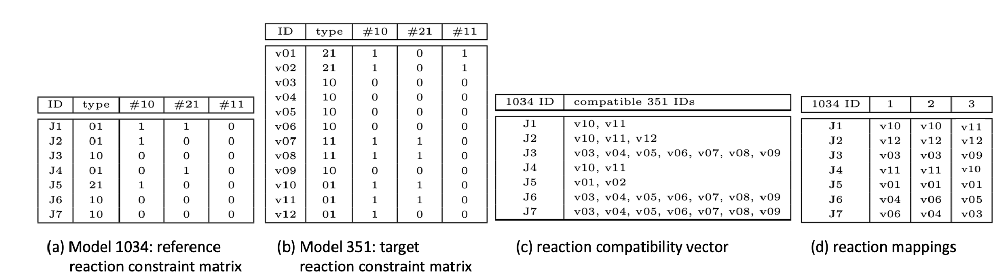 ID type #10 #21 #11
J1 01 1 1 0
J2 01 1 0 0
J3 10 0 0 0
J4 01 0 1 0
J5 21 1 0 0
J6 10 0 0 0
J7 10 0 0 0
(a) Model 1034: reference
reaction constraint matrix
ID type #10 #21 #11
v01 21 1 0 1
v02 21 1 0 1
v03 10 0 0 0
v04 10 0 0 0
v05 10 0 0 0
v06 10 0 0 0
v07 11 1 1 0
v08 11 1 1 0
v09 10 0 0 0
v10 01 1 1 0
v11 01 1 1 0
v12 01 1 0 0
(b) Model 351: target
reaction constraint matrix
1034 ID compatible 351 IDs
J1 v10, v11
J2 v10, v11, v12
J3 v03, v04, v05, v06, v07, v08, v09
J4 v10, v11
J5 v01, v02
J6 v03, v04, v05, v06, v07, v08, v09
J7 v03, v04, v05, v06, v07, v08, v09
(c) reaction compatibility vector
1034 ID 1 2 3
J1 v10 v10 v11
J2 v12 v12 v12
J3 v03 v03 v09
J4 v11 v11 v10
J5 v01 v01 v01
J6 v04 v06 v05
J7 v06 v04 v03
(d) reaction mappings